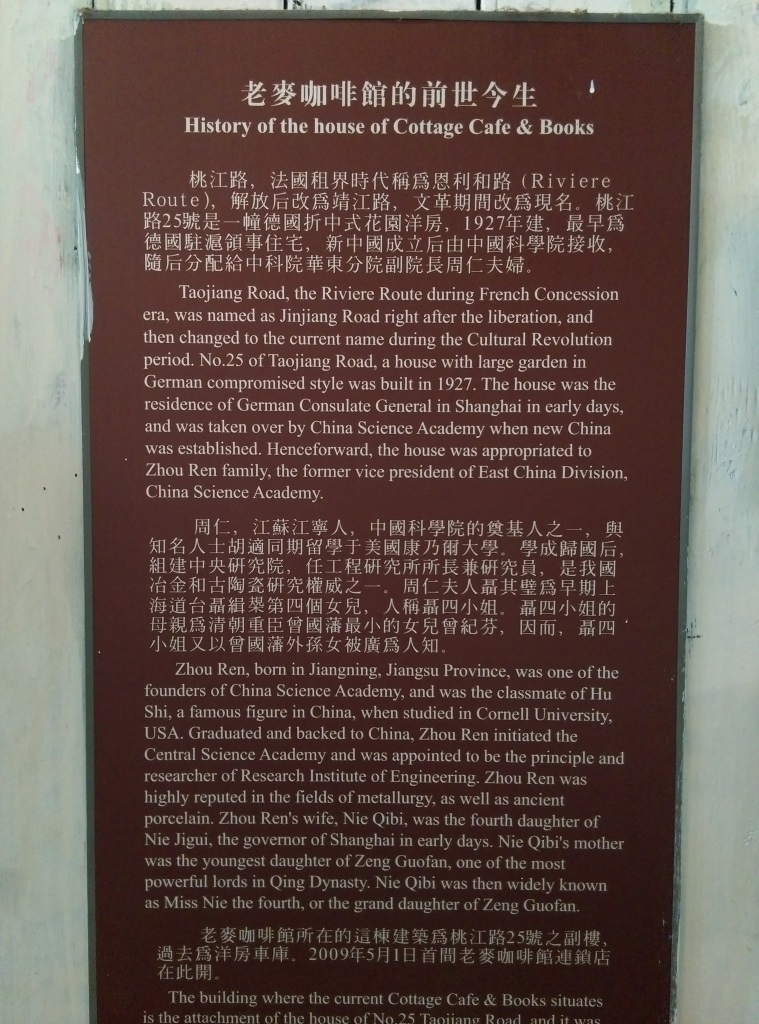 老麥咖啡館的前世今生
History of the house of Cottage Cafe & Books
桃江路，法國租界時代稱爲恩利和路 (Riviere
Route)，解放后改爲靖江路，文革期間改爲現名。桃江
路25號是一幢德國折中式花園洋房，1927年建，最早爲
德國駐滬領事住宅，新中國成立后由中國科學院接收，
隨后分配給中科院華東分院副院長周仁夫婦。
Taojiang Road, the Riviere Route during French Concession
era, was named as Jinjiang Road right after the liberation, and
then changed to the current name during the Cultural Revolution
period. No.25 of Taojiang Road, a house with large garden in
German compromised style was built in 1927. The house was the
residence of German Consulate General in Shanghai in early days,
and was taken over by China Science Academy when new China
was established. Henceforward, the house was appropriated to
Zhou Ren family, the former vice president of East China Division,
China Science Academy.
周仁，江蘇江寧人，中國科學院的奠基人之一，與
知名人士胡適同期留學于美國康乃爾大學。學成歸國后，
組建中央研究院，任工程研究所所長兼研究員，是我國
冶金和古陶瓷研究權威之一。周仁夫人聶其璧爲早期上
海道台聶緝椝第四個女兒，人稱聶四小姐。聶四小姐的
母親爲清朝重臣曾國藩最小的女兒曾紀芬，因而，聶四
小姐又以曾國藩外孫女被廣爲人知。
Zhou Ren, born in Jiangning, Jiangsu Province, was one of the
founders of China Science Academy, and was the classmate of Hu
Shi, a famous figure in China, when studied in Cornell University,
USA. Graduated and backed to China, Zhou Ren initiated the
Central Science Academy and was appointed to be the principle and
researcher of Research Institute of Engineering. Zhou Ren was
highly reputed in the fields of metallurgy, as well as ancient
porcelain. Zhou Ren's wife, Nie Qibi, was the fourth daughter of
Nie Jigui, the governor of Shanghai in early days. Nie Qibi's mother
was the youngest daughter of Zeng Guofan, one of the most
powerful lords in Qing Dynasty. Nie Qibi was then widely known
as Miss Nie the fourth, or the grand daughter of Zeng Guofan.
老麥咖啡館所在的這棟建築爲桃江路25號之副樓，
過去爲洋房車庫。2009年5月1日首間老麥咖啡館連鎖店
在此開。
The building where the current Cottage Cafe & Books situates
is the attachment of the house of No.25 Taojiang Road, and it was